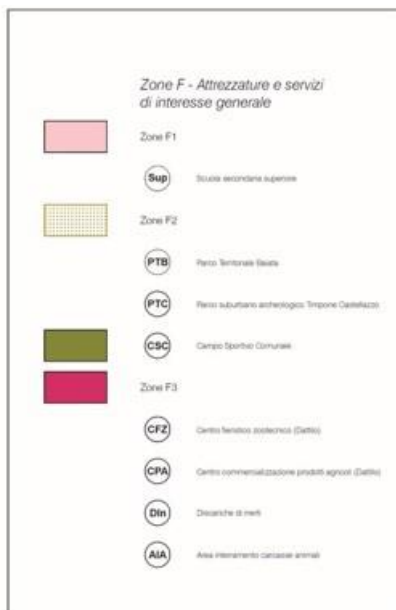 Zone F - Attrezzature e servizi
di interesse generale
Zone F1
Sup Scuola secondaria superiore
Zone F2
PTB Parco Territoriale Baiata
PTC Parco suburbano archeologico Timpone Castellazzo
CSC Campo Sportivo Comunale
Zone F3
CFZ Centro fieristico zootecnico (Dattilo)
CPA Centro commercializzazione prodotti agricoli (Dattilo)
Din Discariche di inerti
AIA Area interramento carcasse animali